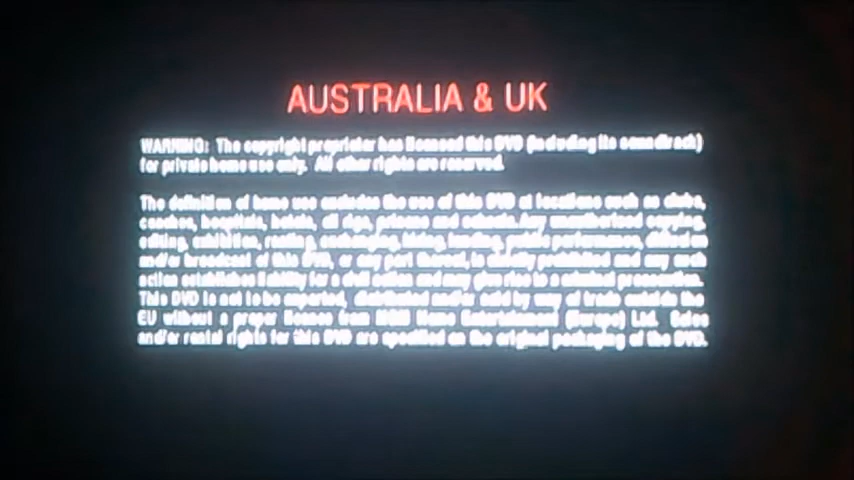 AUSTRALIA & UK
WARNING: The copyright proprietor has licensed this DVD (including its soundtrack)
for private home use only. All other rights are reserved.
The definition of home use excludes the use of this DVD at locations such as clubs,
coaches, hospitals, hotels, oil rigs, prisons and schools. Any unauthorised copying,
editing, exhibition, renting, exchanging, hiring, lending, public performance, diffusion
and/or broadcast of this DVD, or any part thereof, is strictly prohibited and any such
action establishes liability for a civil action and may give rise to a criminal prosecution.
This DVD is not to be exported, distributed and/or sold by way of trade outside the
EU without a proper licence from MGM Home Entertainment (Europe) Ltd. Sales
and/or rental rights for this DVD are specified on the original packaging of the DVD.